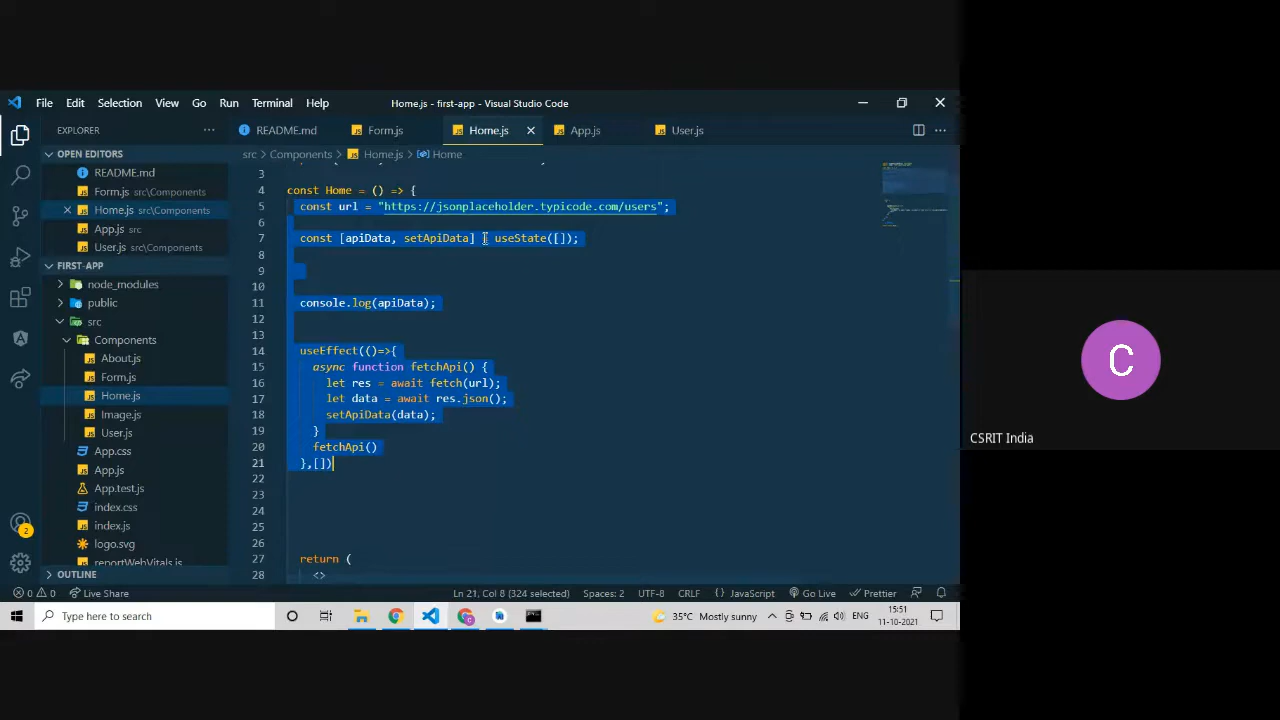 File Edit Selection View Go Run Terminal Help Home.js - first-app - Visual Studio Code
EXPLORER README.md Form.js Home.js App.js User.js
OPEN EDITORS
src > Components > Home.js > Home
README.md
Form.js src\Components
Home.js src\Components
App.js src
User.js src\Components
FIRST-APP
node_modules
public
src
Components
About.js
Form.js
Home.js
Image.js
User.js
App.css
App.js
App.test.js
index.css
index.js
logo.svg
reportWebVitals.js
OUTLINE
3
4 const Home = () => {
5 const url = "https://jsonplaceholder.typicode.com/users";
6
7 const [apiData, setApiData] = useState([]);
8
9
10
11 console.log(apiData);
12
13
14 useEffect(()=>{
15 async function fetchApi() {
16 let res = await fetch(url);
17 let data = await res.json();
18 setApiData(data);
19 }
20 fetchApi()
21 },[])
22
23
24
25
26
27 return (
28 <>
2
0 0 Live Share Ln 21, Col 8 (324 selected) Spaces: 2 UTF-8 CRLF {} JavaScript Go Live Prettier
Type here to search 35°C Mostly sunny ENG 15:51
11-10-2021
C
CSRIT India